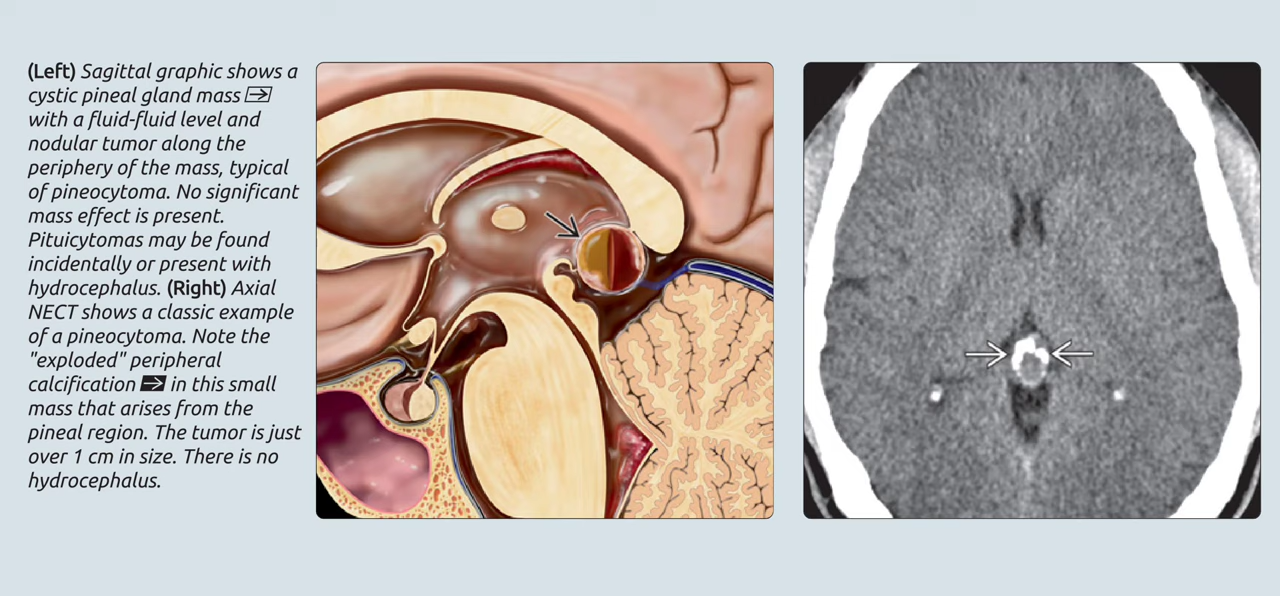 (Left) Sagittal graphic shows a
cystic pineal gland mass
with a fluid-fluid level and
nodular tumor along the
periphery of the mass, typical
of pineocytoma. No significant
mass effect is present.
Pituicytomas may be found
incidentally or present with
hydrocephalus. (Right) Axial
NECT shows a classic example
of a pineocytoma. Note the
"exploded" peripheral
calcification in this small
mass that arises from the
pineal region. The tumor is just
over 1 cm in size. There is no
hydrocephalus.